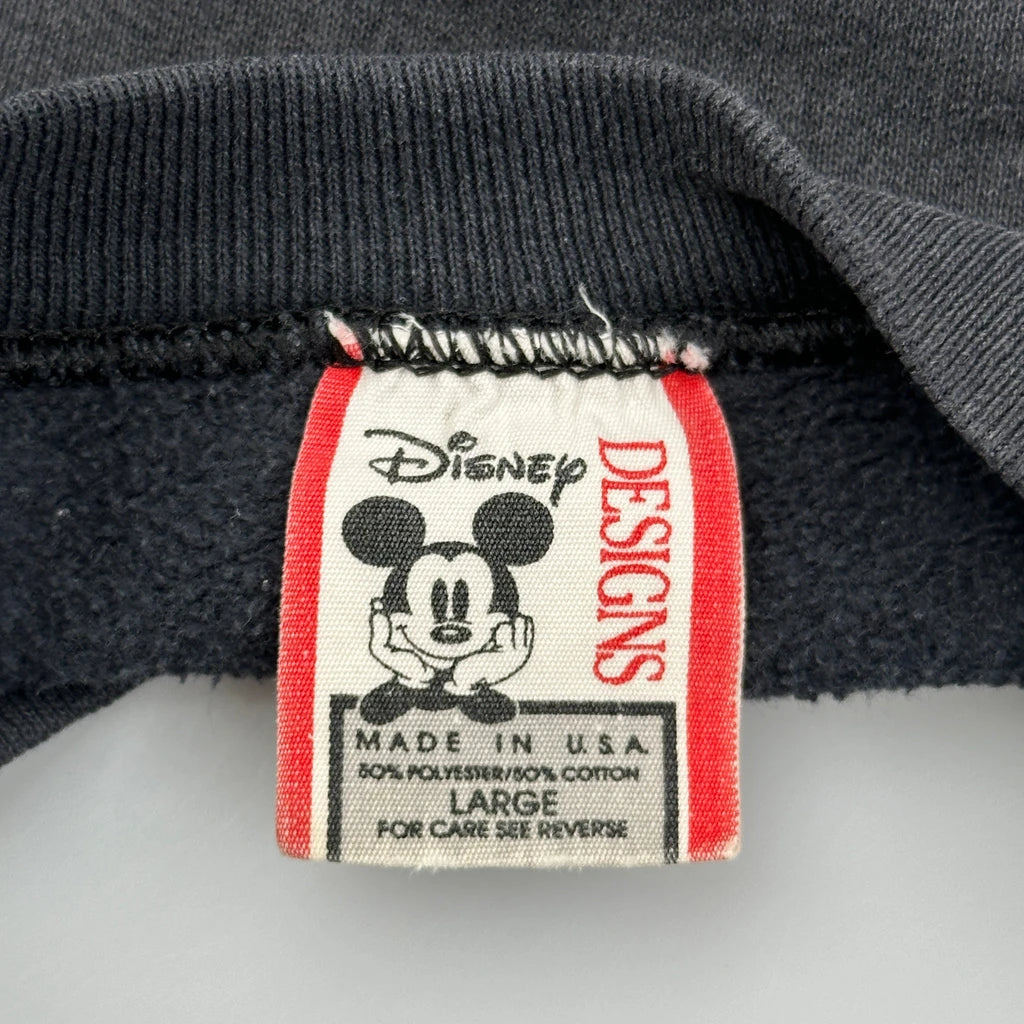 Disney
DESIGNS
MADE IN U.S.A.
50% POLYESTER/50% COTTON
LARGE
FOR CARE SEE REVERSE